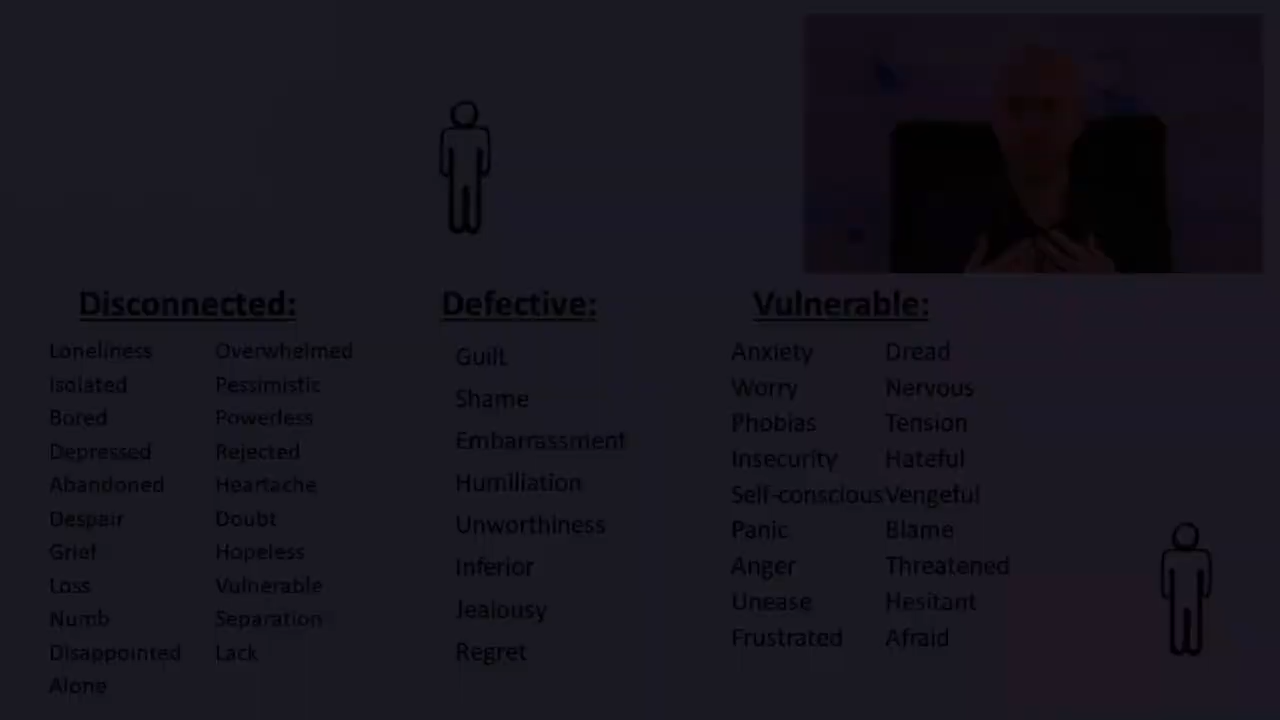 Disconnected:
Loneliness
Isolated
Bored
Depressed
Abandoned
Despair
Grief
Loss
Numb
Disappointed
Alone
Overwhelmed
Pessimistic
Powerless
Rejected
Heartache
Doubt
Hopeless
Vulnerable
Separation
Lack
Defective:
Guilt
Shame
Embarrassment
Humiliation
Unworthiness
Inferior
Jealousy
Regret
Vulnerable:
Anxiety
Worry
Phobias
Insecurity
Self-conscious
Panic
Anger
Unease
Frustrated
Dread
Nervous
Tension
Hateful
Vengeful
Blame
Threatened
Hesitant
Afraid